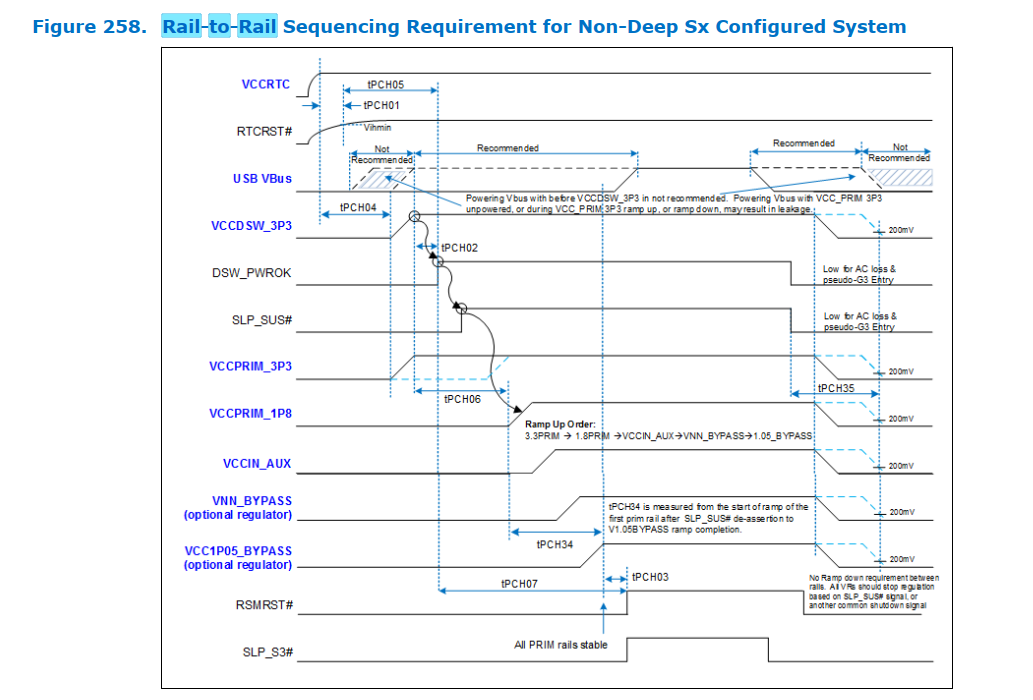 Figure 258. Rail-to-Rail Sequencing Requirement for Non-Deep Sx Configured System
VCCRTC
tPCH05
tPCH01
RTCRST#
Vihmin
Not
Recommended
Recommended
Recommended
Not
Recommended
USB VBus
Powering Vbus with before VCCDSW_3P3 in not recommended. Powering Vbus with VCC_PRIM 3P3
unpowered, or during VCC_PRIM 3P3 ramp up, or ramp down, may result in leakage.
tPCH04
VCCDSW_3P3
200mV
tPCH02
DSW_PWROK
Low for AC loss &
pseudo-G3 Entry
SLP_SUS#
Low for AC loss &
pseudo-G3 Entry
VCCPRIM_3P3
200mV
tPCH35
tPCH06
VCCPRIM_1P8
200mV
Ramp Up Order:
3.3PRIM → 1.8PRIM →VCCIN_AUX→VNN_BYPASS→1.05_BYPASS
VCCIN_AUX
200mV
VNN_BYPASS
(optional regulator)
tPCH34 is measured from the start of ramp of the
first prim rail after SLP_SUS# de-assertion to
V1.05BYPASS ramp completion.
200mV
tPCH34
VCC1P05_BYPASS
(optional regulator)
200mV
tPCH03
tPCH07
No Ramp down requirement between
rails. All VRs should stop regulation
based on SLP_SUS# signal, or
another common shutdown signal
RSMRST#
All PRIM rails stable
SLP_S3#